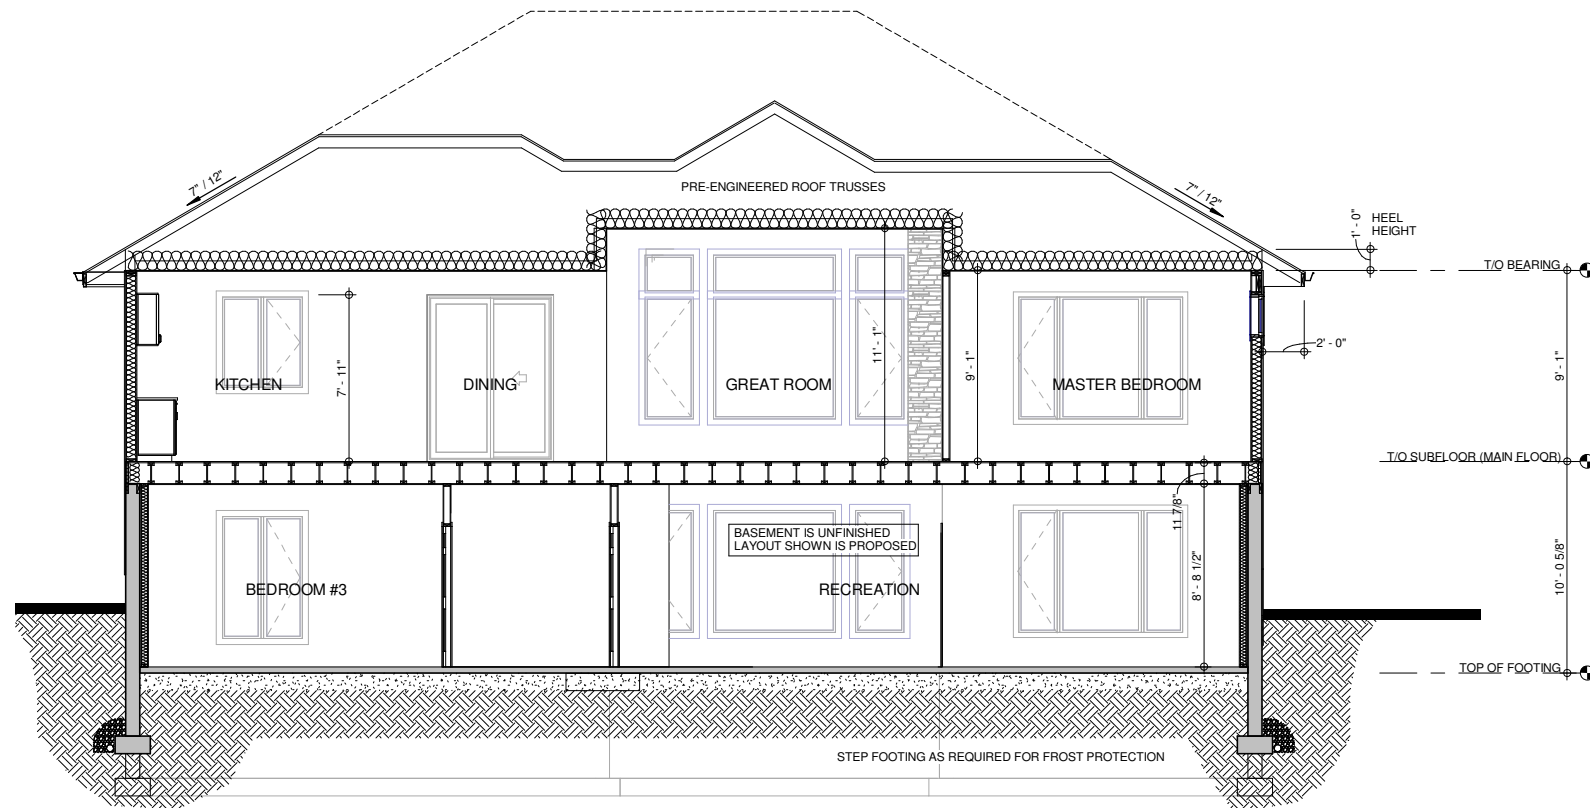 7" / 12"
PRE-ENGINEERED ROOF TRUSSES
7" / 12"
1' - 0"
HEEL
HEIGHT
T/O BEARING
11' - 1"
9' - 1"
2' - 0"
9' - 1"
7' - 11"
KITCHEN
DINING
GREAT ROOM
MASTER BEDROOM
T/O SUBFLOOR (MAIN FLOOR)
11 7/8"
BASEMENT IS UNFINISHED
LAYOUT SHOWN IS PROPOSED
8' - 8 1/2"
10' - 0 5/8"
BEDROOM #3
RECREATION
TOP OF FOOTING
STEP FOOTING AS REQUIRED FOR FROST PROTECTION